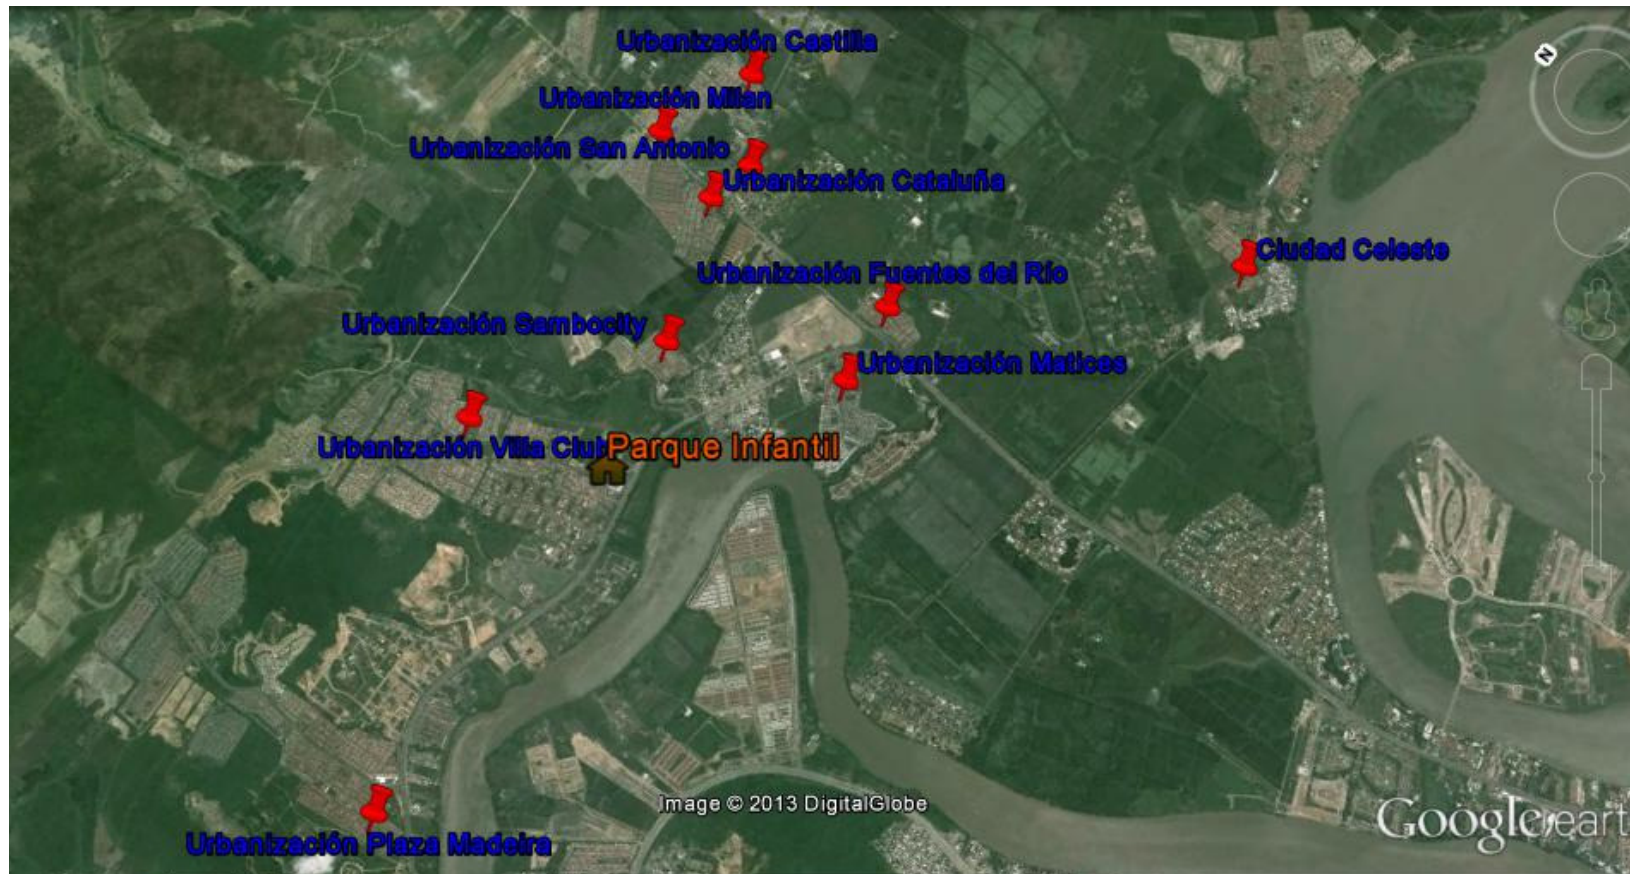 Urbanización Castilla
N
Urbanización Milan
Urbanización San Antonio
Urbanización Cataluña
Ciudad Celeste
Urbanización Fuentes del Río
Urbanización Sambocity
Urbanización Matices
Urbanización Villa Club
Parque Infantil
Image © 2013 DigitalGlobe
Google eart
Urbanización Plaza Madeira